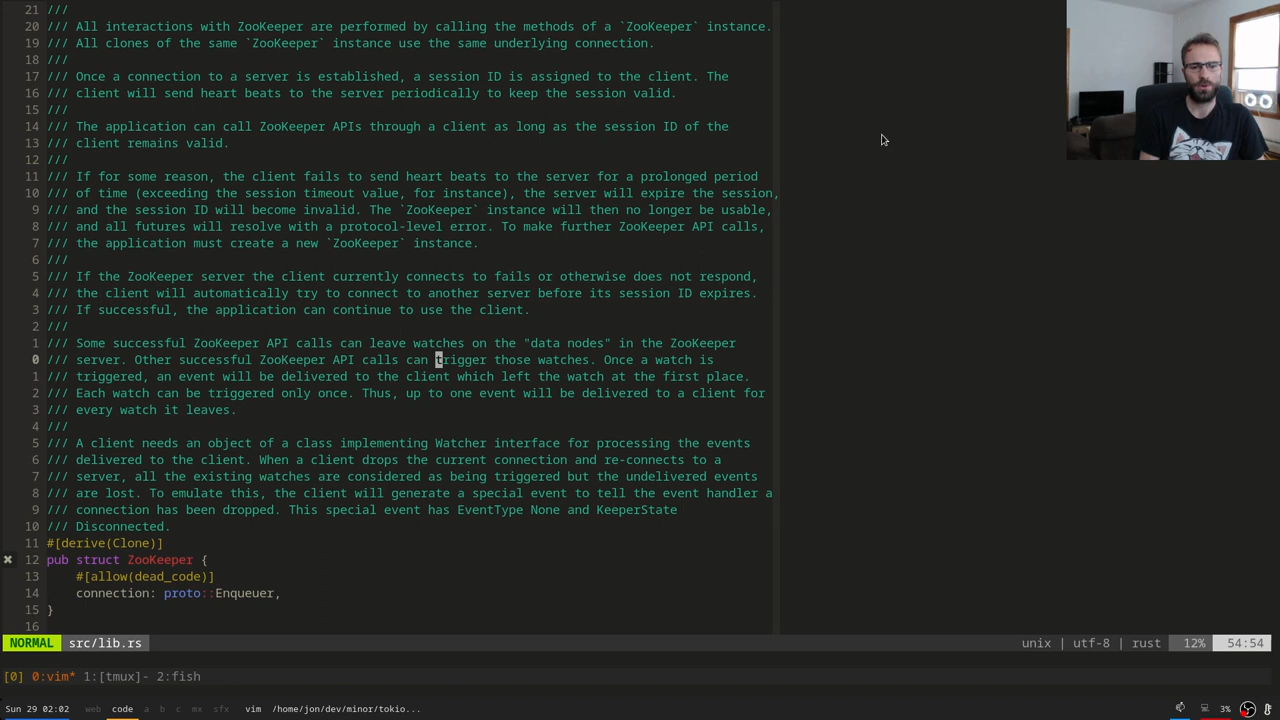 21 ///
20 /// All interactions with ZooKeeper are performed by calling the methods of a `ZooKeeper` instance.
19 /// All clones of the same `ZooKeeper` instance use the same underlying connection.
18 ///
17 /// Once a connection to a server is established, a session ID is assigned to the client. The
16 /// client will send heart beats to the server periodically to keep the session valid.
15 ///
14 /// The application can call ZooKeeper APIs through a client as long as the session ID of the
13 /// client remains valid.
12 ///
11 /// If for some reason, the client fails to send heart beats to the server for a prolonged period
10 /// of time (exceeding the session timeout value, for instance), the server will expire the session,
9 /// and the session ID will become invalid. The `ZooKeeper` instance will then no longer be usable,
8 /// and all futures will resolve with a protocol-level error. To make further ZooKeeper API calls,
7 /// the application must create a new `ZooKeeper` instance.
6 ///
5 /// If the ZooKeeper server the client currently connects to fails or otherwise does not respond,
4 /// the client will automatically try to connect to another server before its session ID expires.
3 /// If successful, the application can continue to use the client.
2 ///
1 /// Some successful ZooKeeper API calls can leave watches on the "data nodes" in the ZooKeeper
0 /// server. Other successful ZooKeeper API calls can trigger those watches. Once a watch is
1 /// triggered, an event will be delivered to the client which left the watch at the first place.
2 /// Each watch can be triggered only once. Thus, up to one event will be delivered to a client for
3 /// every watch it leaves.
4 ///
5 /// A client needs an object of a class implementing Watcher interface for processing the events
6 /// delivered to the client. When a client drops the current connection and re-connects to a
7 /// server, all the existing watches are considered as being triggered but the undelivered events
8 /// are lost. To emulate this, the client will generate a special event to tell the event handler a
9 /// connection has been dropped. This special event has EventType None and KeeperState
10 /// Disconnected.
11 #[derive(Clone)]
✖ 12 pub struct ZooKeeper {
13 #[allow(dead_code)]
14 connection: proto::Enqueuer,
15 }
16
NORMAL src/lib.rs unix | utf-8 | rust 12% 54:54
[0] 0:vim* 1:[tmux]- 2:fish
Sun 29 02:02 web code a b c mx sfx vim /home/jon/dev/minor/tokio... 3%